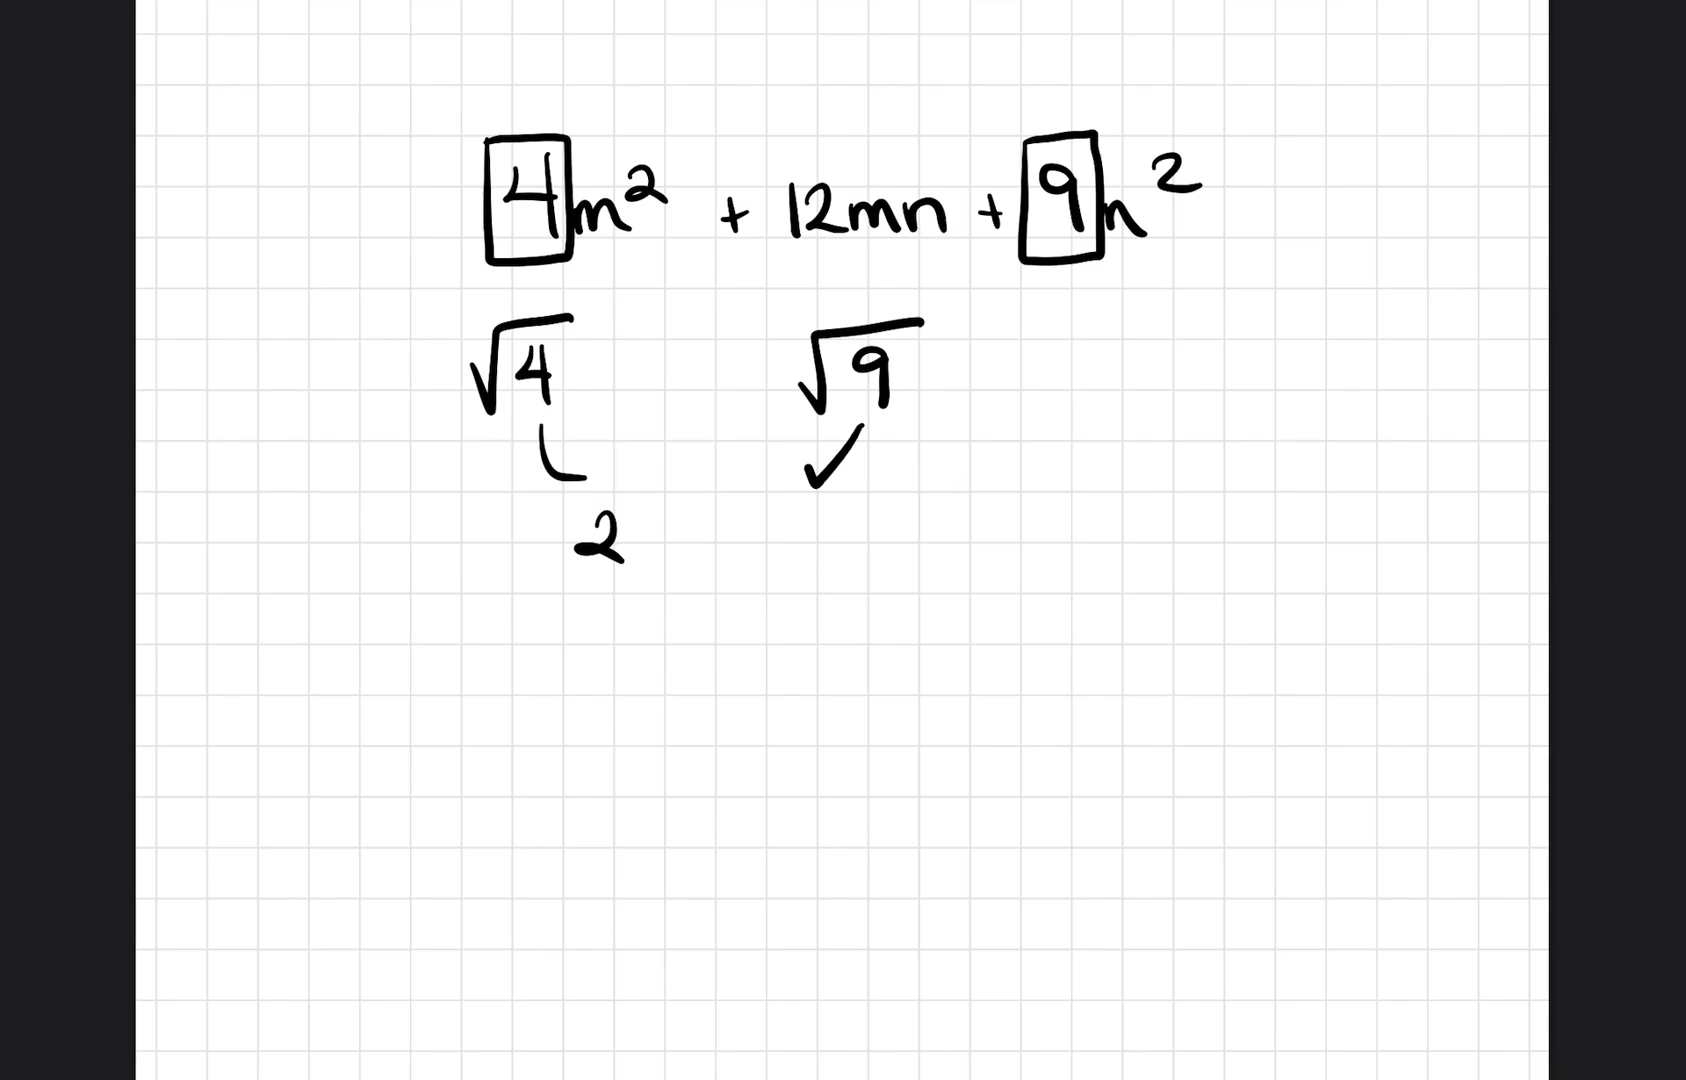 4m² + 12mn + 9n²
√4 √9
2